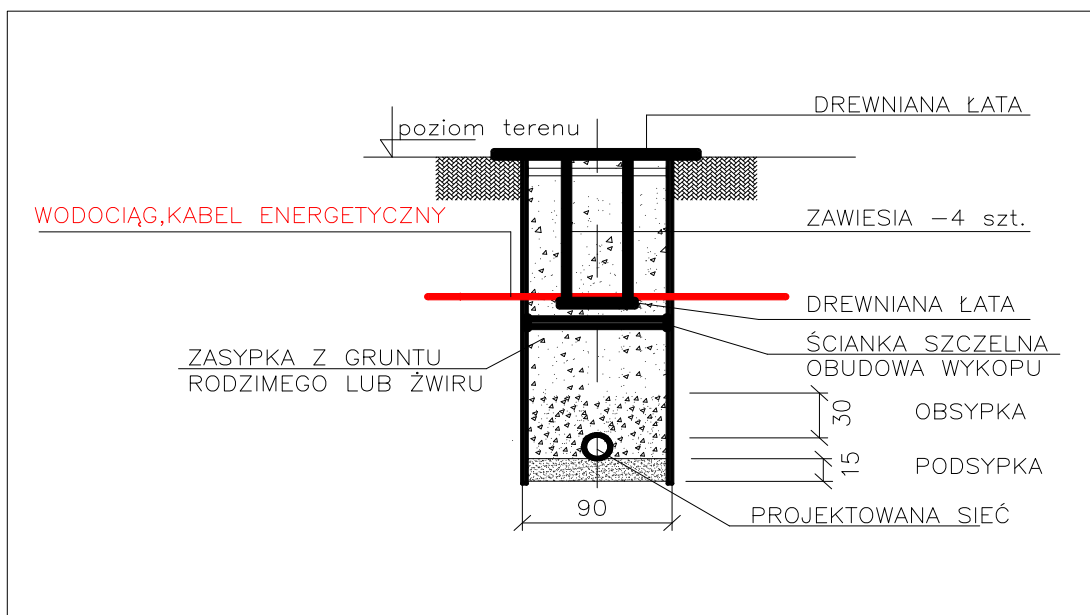 DREWNIANA ŁATA
poziom terenu
WODOCIĄG,KABEL ENERGETYCZNY
ZAWIESIA -4 szt.
DREWNIANA ŁATA
ŚCIANKA SZCZELNA
OBUDOWA WYKOPU
ZASYPKA Z GRUNTU
RODZIMEGO LUB ŻWIRU
30
OBSYPKA
15
PODSYPKA
90
PROJEKTOWANA SIEĆ